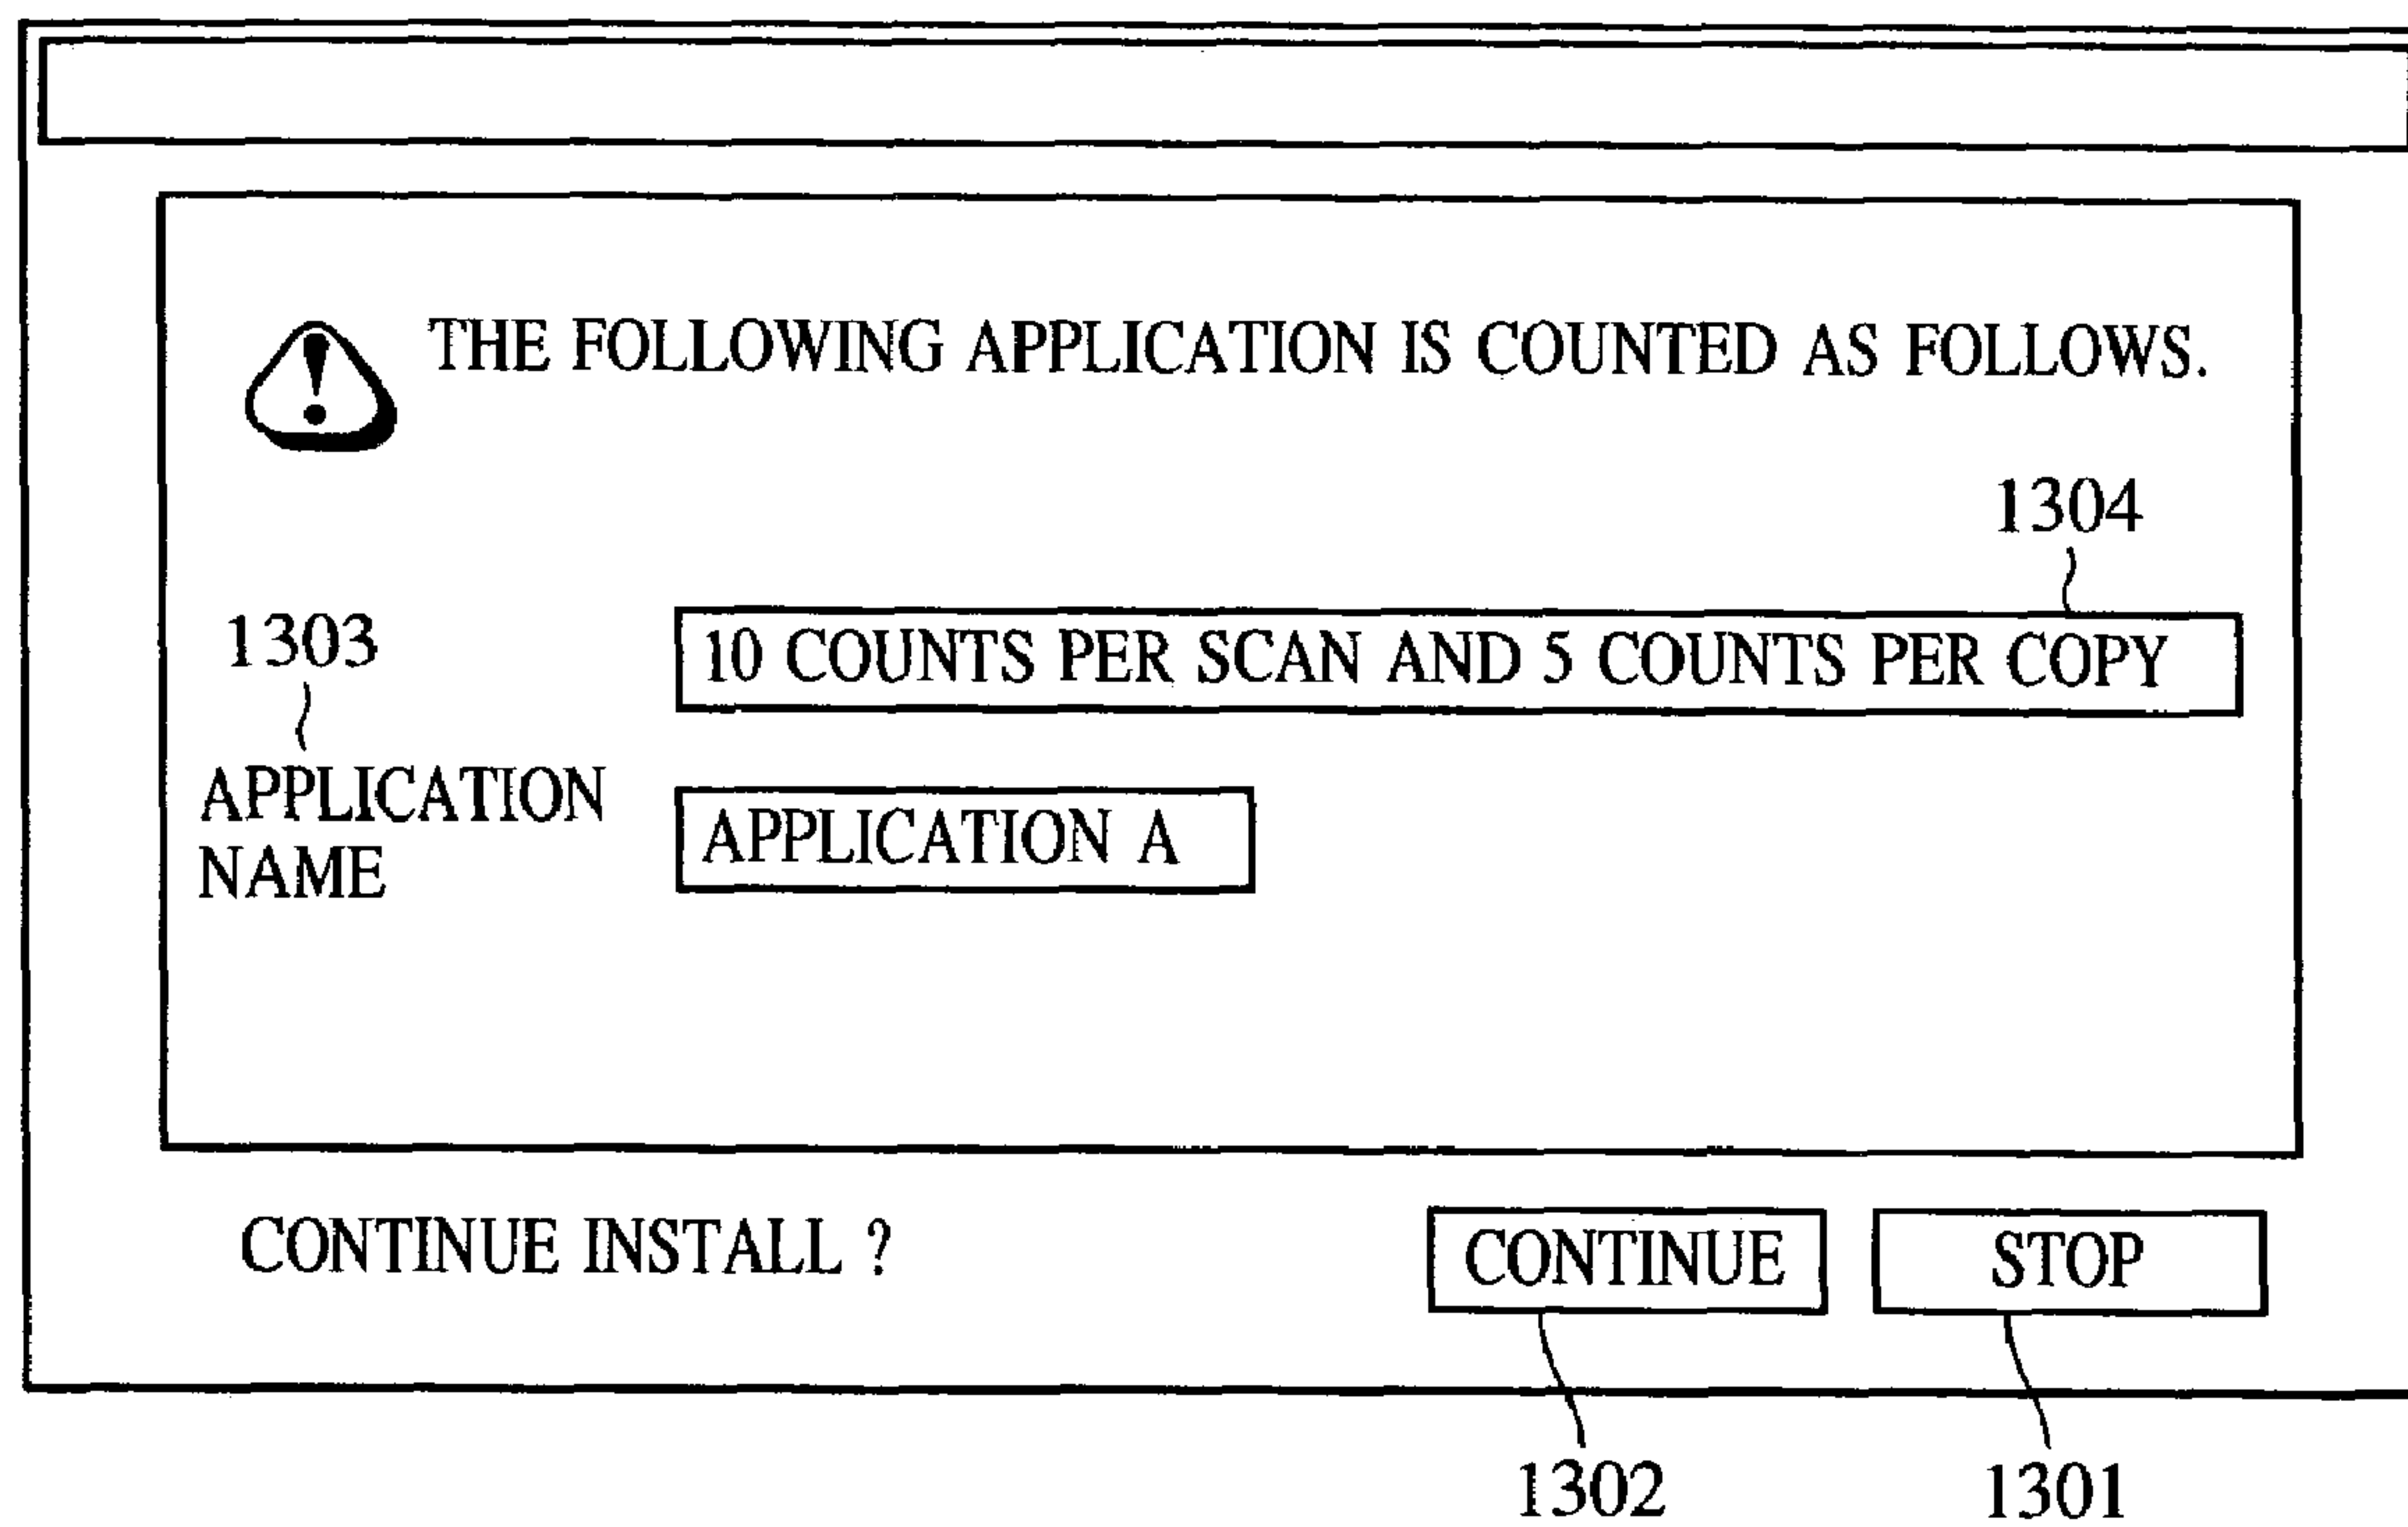 THE FOLLOWING APPLICATION IS COUNTED AS FOLLOWS.
1304
1303
10 COUNTS PER SCAN AND 5 COUNTS PER COPY
APPLICATION
NAME
APPLICATION A
CONTINUE INSTALL ?
CONTINUE
STOP
1302
1301